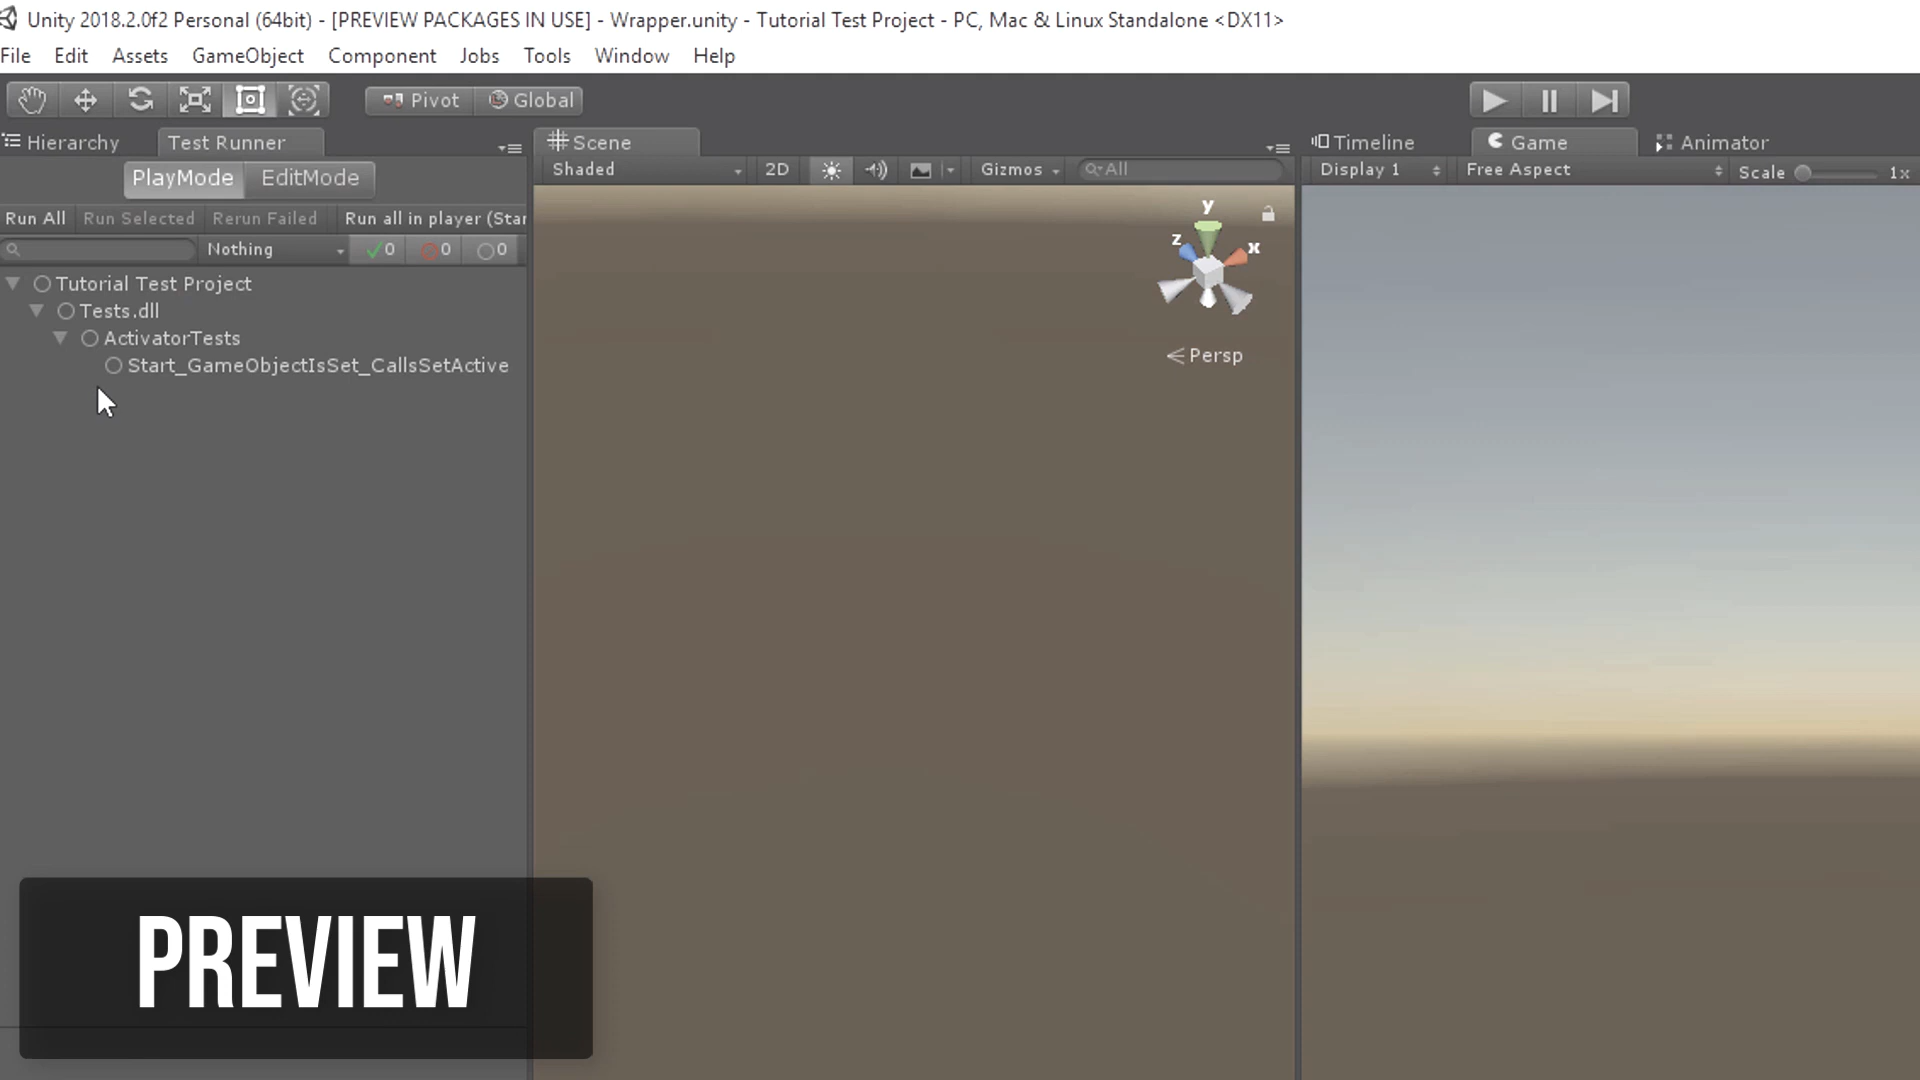 Unity 2018.2.0f2 Personal (64bit) - [PREVIEW PACKAGES IN USE] - Wrapper.unity - Tutorial Test Project - PC, Mac & Linux Standalone <DX11>
File Edit Assets GameObject Component Jobs Tools Window Help
Pivot Global
Hierarchy Test Runner Scene Timeline Game Animator
PlayMode EditMode Shaded 2D Gizmos All Display 1 Free Aspect Scale 1x
Run All Run Selected Rerun Failed Run all in player (Star
Nothing 0 0 0
y
z x
Persp
Tutorial Test Project
Tests.dll
ActivatorTests
Start_GameObjectIsSet_CallsSetActive
PREVIEW